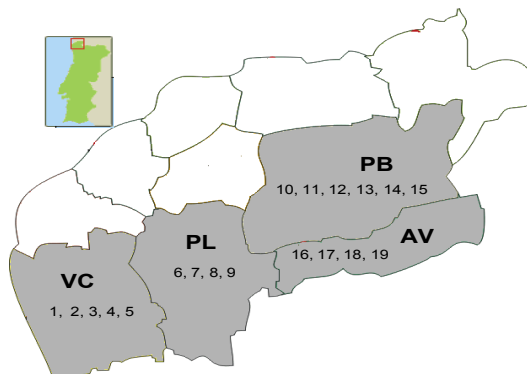 PB
10, 11, 12, 13, 14, 15
AV
16, 17, 18, 19
PL
6, 7, 8, 9
VC
1, 2, 3, 4, 5